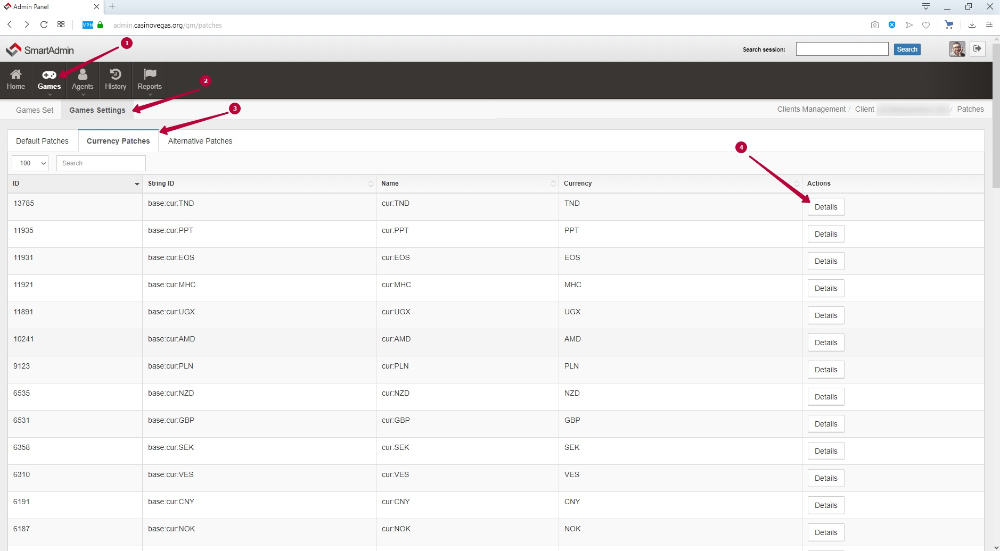 Admin Panel
VPN admin.casinovegas.org/gm/patches
1
SmartAdmin
Search session: Search
Home Games Agents History Reports
2
3
Games Set Games Settings
Clients Management / Client / Patches
Default Patches Currency Patches Alternative Patches
4
100 Search
ID String ID Name Currency Actions
13785 base:cur:TND cur:TND TND Details
11935 base:cur:PPT cur:PPT PPT Details
11931 base:cur:EOS cur:EOS EOS Details
11921 base:cur:MHC cur:MHC MHC Details
11891 base:cur:UGX cur:UGX UGX Details
10241 base:cur:AMD cur:AMD AMD Details
9123 base:cur:PLN cur:PLN PLN Details
6535 base:cur:NZD cur:NZD NZD Details
6531 base:cur:GBP cur:GBP GBP Details
6358 base:cur:SEK cur:SEK SEK Details
6310 base:cur:VES cur:VES VES Details
6191 base:cur:CNY cur:CNY CNY Details
6187 base:cur:NOK cur:NOK NOK Details